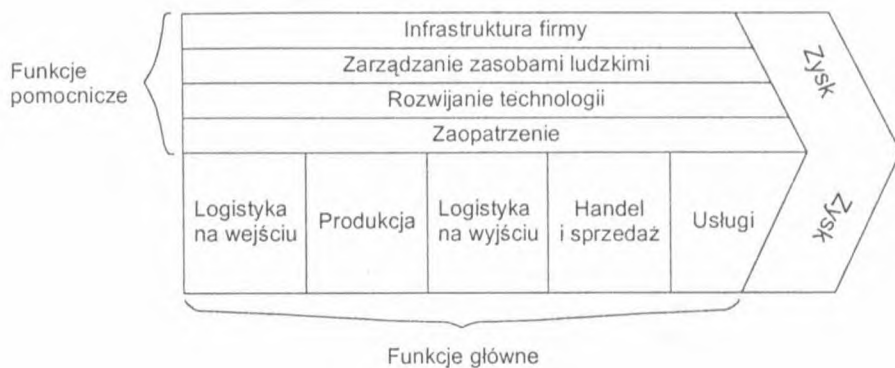 Infrastruktura firmy
Zarządzanie zasobami ludzkimi
Rozwijanie technologii
Zaopatrzenie
Funkcje
pomocnicze
Zysk
Logistyka
na wejściu
Produkcja
Logistyka
na wyjściu
Handel
i sprzedaż
Usługi
Zysk
Funkcje główne